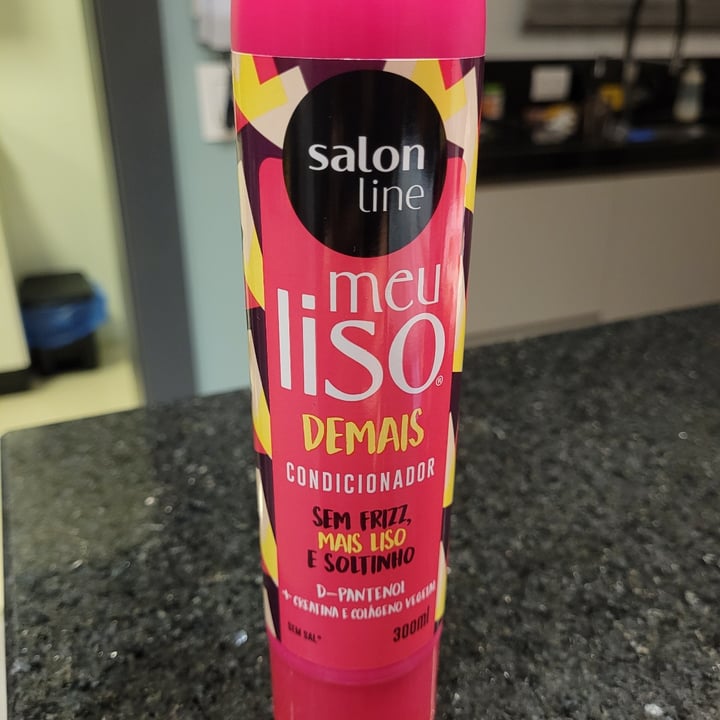 salon
line
meu
liso®
DEMAIS
CONDICIONADOR
SEM FRIZZ,
MAIS LISO
E SOLTINHO
D-PANTENOL
+ CREATINA E COLÁGENO VEGETAL
SEM SAL*
300ml